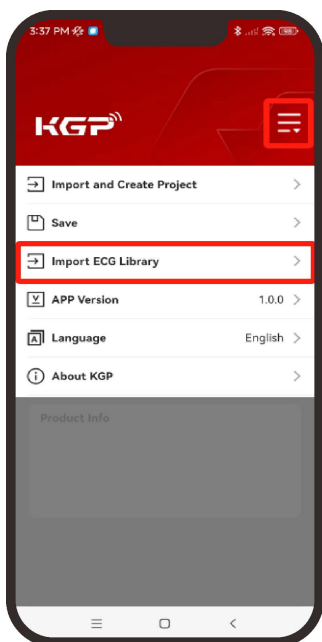 3:37 PM
KGP
Import and Create Project
Save
Import ECG Library
APP Version 1.0.0
Language English
About KGP
Product Info